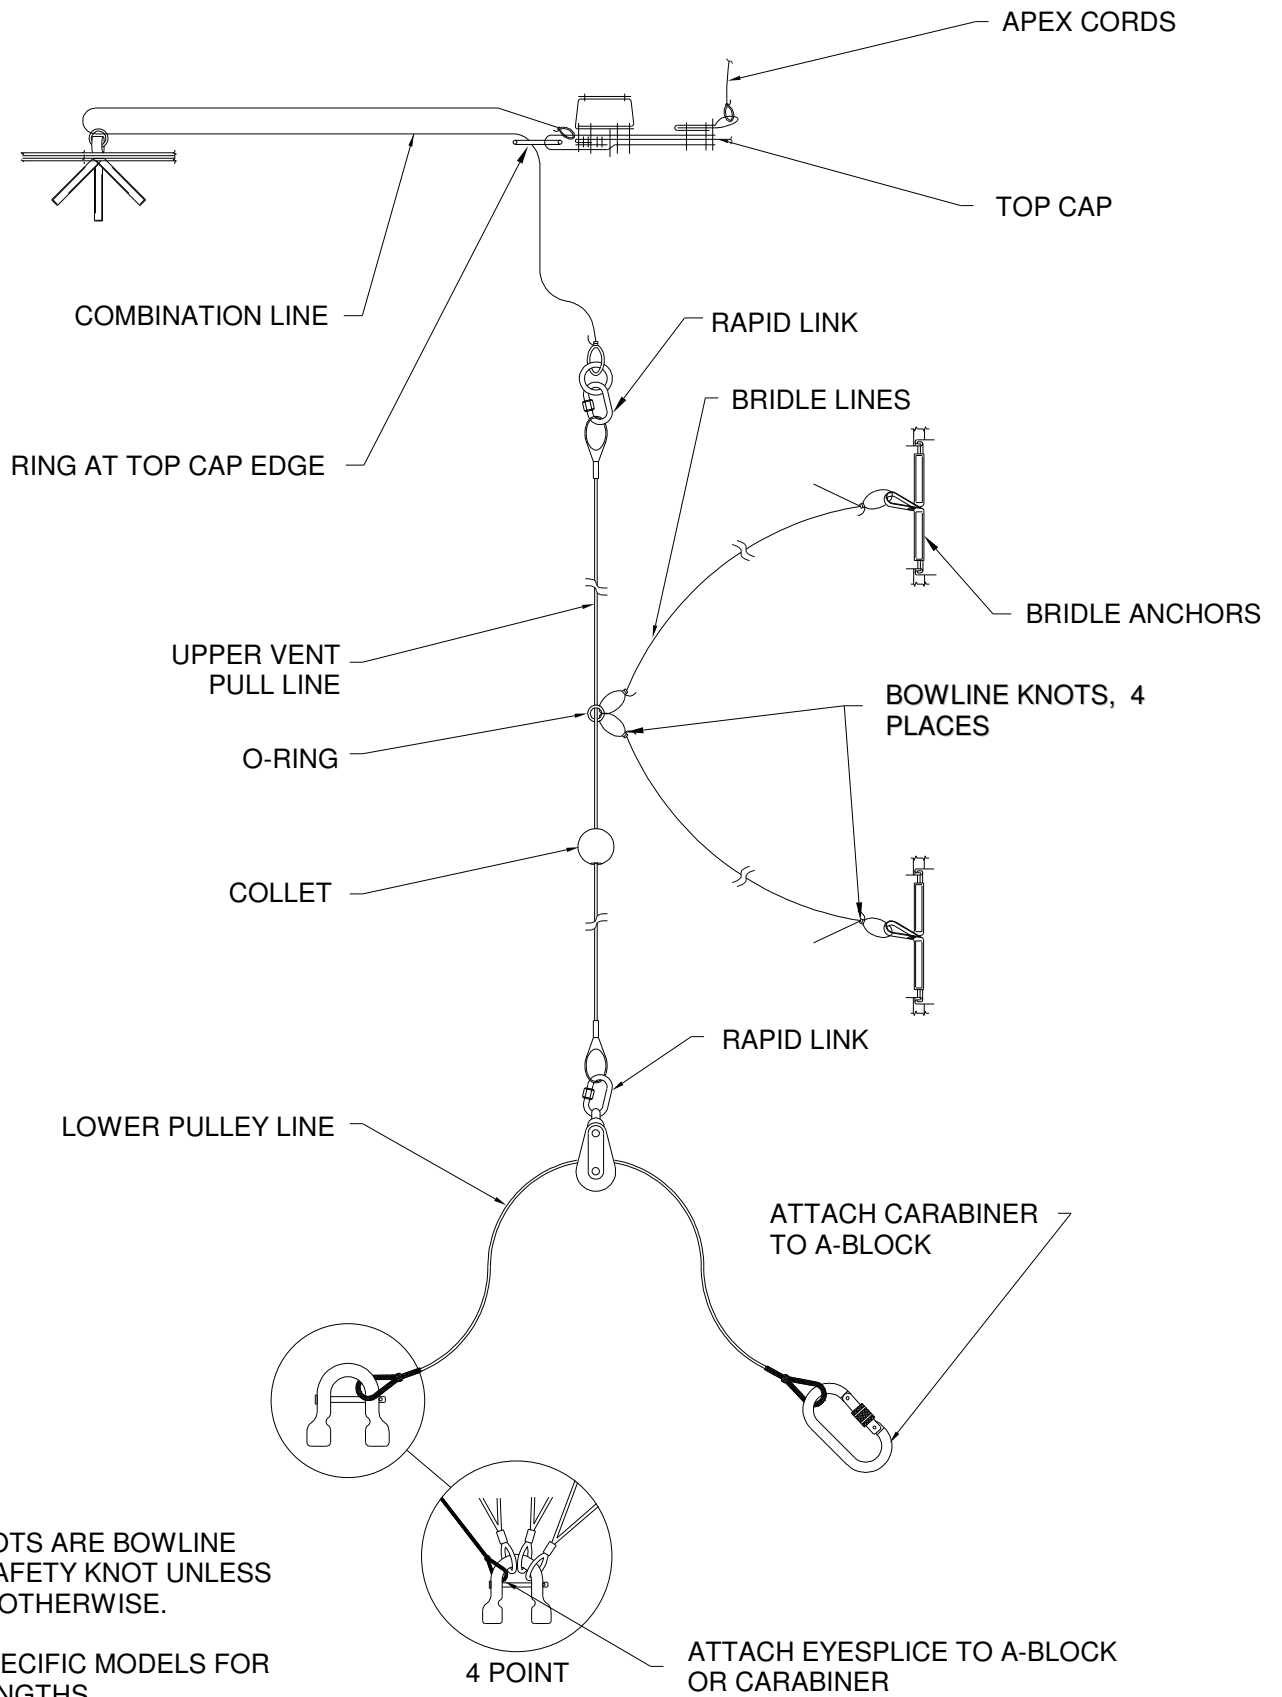 APEX CORDS
TOP CAP
COMBINATION LINE
RAPID LINK
BRIDLE LINES
RING AT TOP CAP EDGE
BRIDLE ANCHORS
UPPER VENT
PULL LINE
BOWLINE KNOTS, 4
PLACES
O-RING
COLLET
RAPID LINK
LOWER PULLEY LINE
ATTACH CARABINER
TO A-BLOCK
ARE BOWLINE
KNOT UNLESS
OTHERWISE.
MODELS FOR
4 POINT
ATTACH EYESPLICE TO A-BLOCK
OR CARABINER